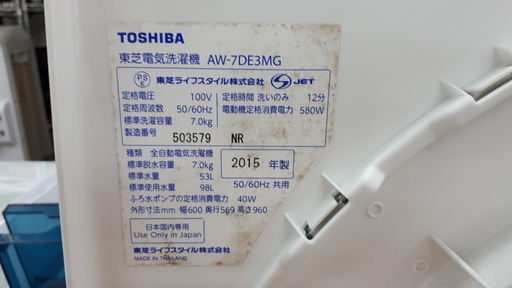 TOSHIBA
東芝電気洗濯機 AW-7DE3MG
PS E 東芝ライフスタイル株式会社 JET
定格電圧 100V 定格時間 洗いのみ 12分
定格周波数 50/60Hz 電動機定格消費電力 580W
標準洗濯容量 7.0kg
製造番号 503579 NR
種類 全自動電気洗濯機
標準脱水容量 7.0kg 2015 年製
標準水量 53L
標準使用水量 98L 50/60Hz 共用
ふろ水ポンプの定格消費電力 40W
外形寸法mm 幅600 奥行569 高さ960
日本国内専用
Use Only in Japan
東芝ライフスタイル株式会社
MADE IN THAILAND